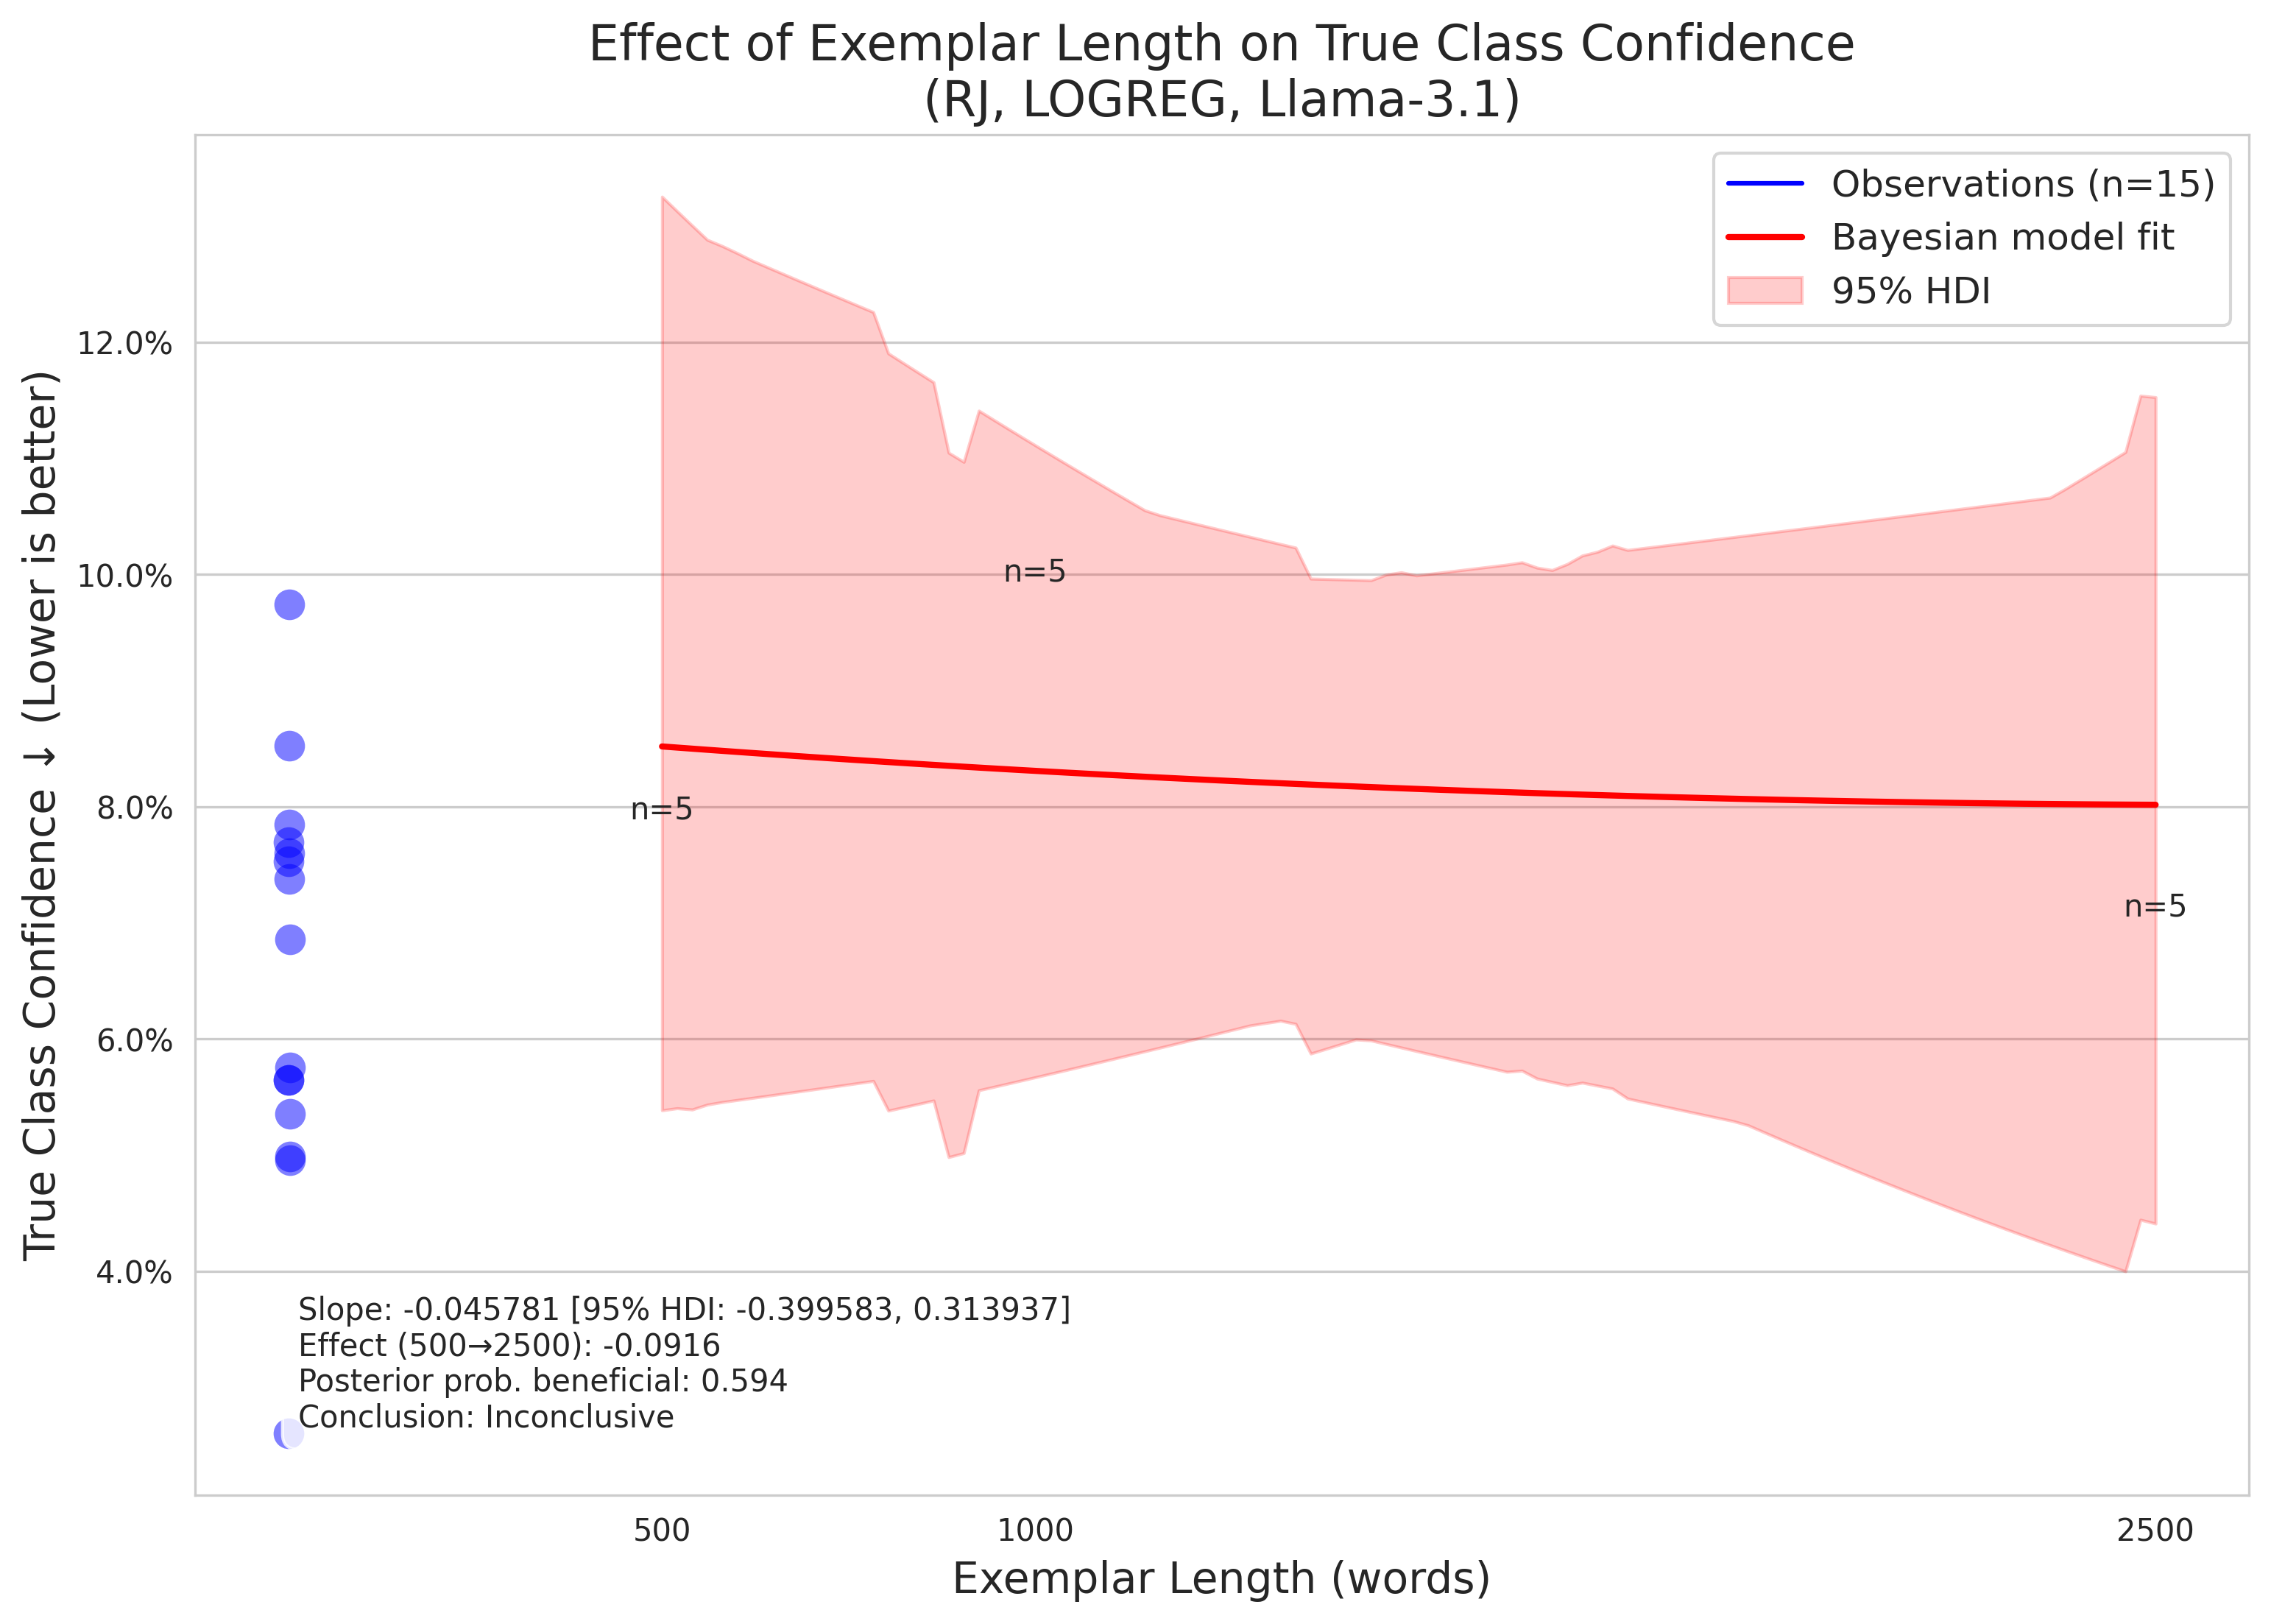 Effect of Exemplar Length on True Class Confidence
(RJ, LOGREG, Llama-3.1)
Observations (n=15)
Bayesian model fit
95% HDI
True Class Confidence ↓ (Lower is better)
12.0%
10.0%
8.0%
6.0%
4.0%
n=5
n=5
n=5
Slope: -0.045781 [95% HDI: -0.399583, 0.313937]
Effect (500→2500): -0.0916
Posterior prob. beneficial: 0.594
Conclusion: Inconclusive
500
1000
2500
Exemplar Length (words)